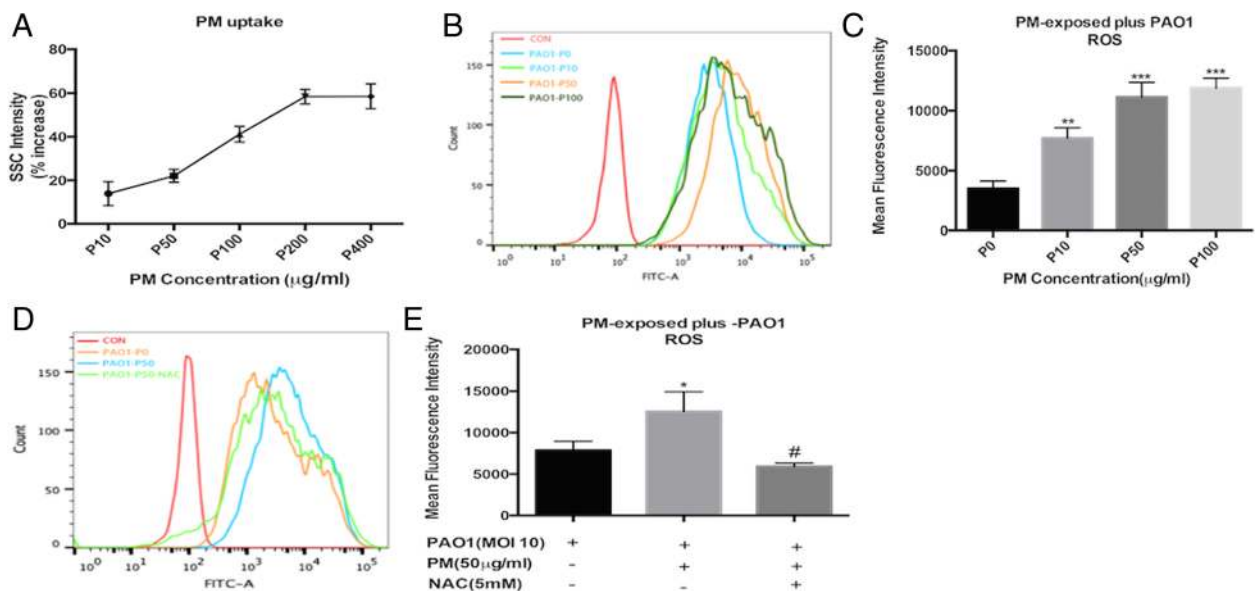 A
PM uptake
SSC Intensity
(% increase)
80
60
40
20
0
P10
P50
P100
P200
P400
PM Concentration (μg/ml)
B
CON
PAO1-P0
PAO1-P10
PAO1-P50
PAO1-P100
Count
150
100
50
0
10^0
10^1
10^2
10^3
10^4
10^5
FITC-A
C
PM-exposed plus PAO1
ROS
Mean Fluorescence Intensity
15000
10000
5000
0
**
***
***
P0
P10
P50
P100
PM Concentration(μg/ml)
D
CON
PAO1-P0
PAO1-P50
PAO1-P50-NAC
Count
150
100
50
0
10^0
10^1
10^2
10^3
10^4
10^5
FITC-A
E
PM-exposed plus -PAO1
ROS
Mean Fluorescence Intensity
20000
15000
10000
5000
0
*
#
PAO1(MOI 10) + + +
PM(50μg/ml) - + +
NAC(5mM) - - +